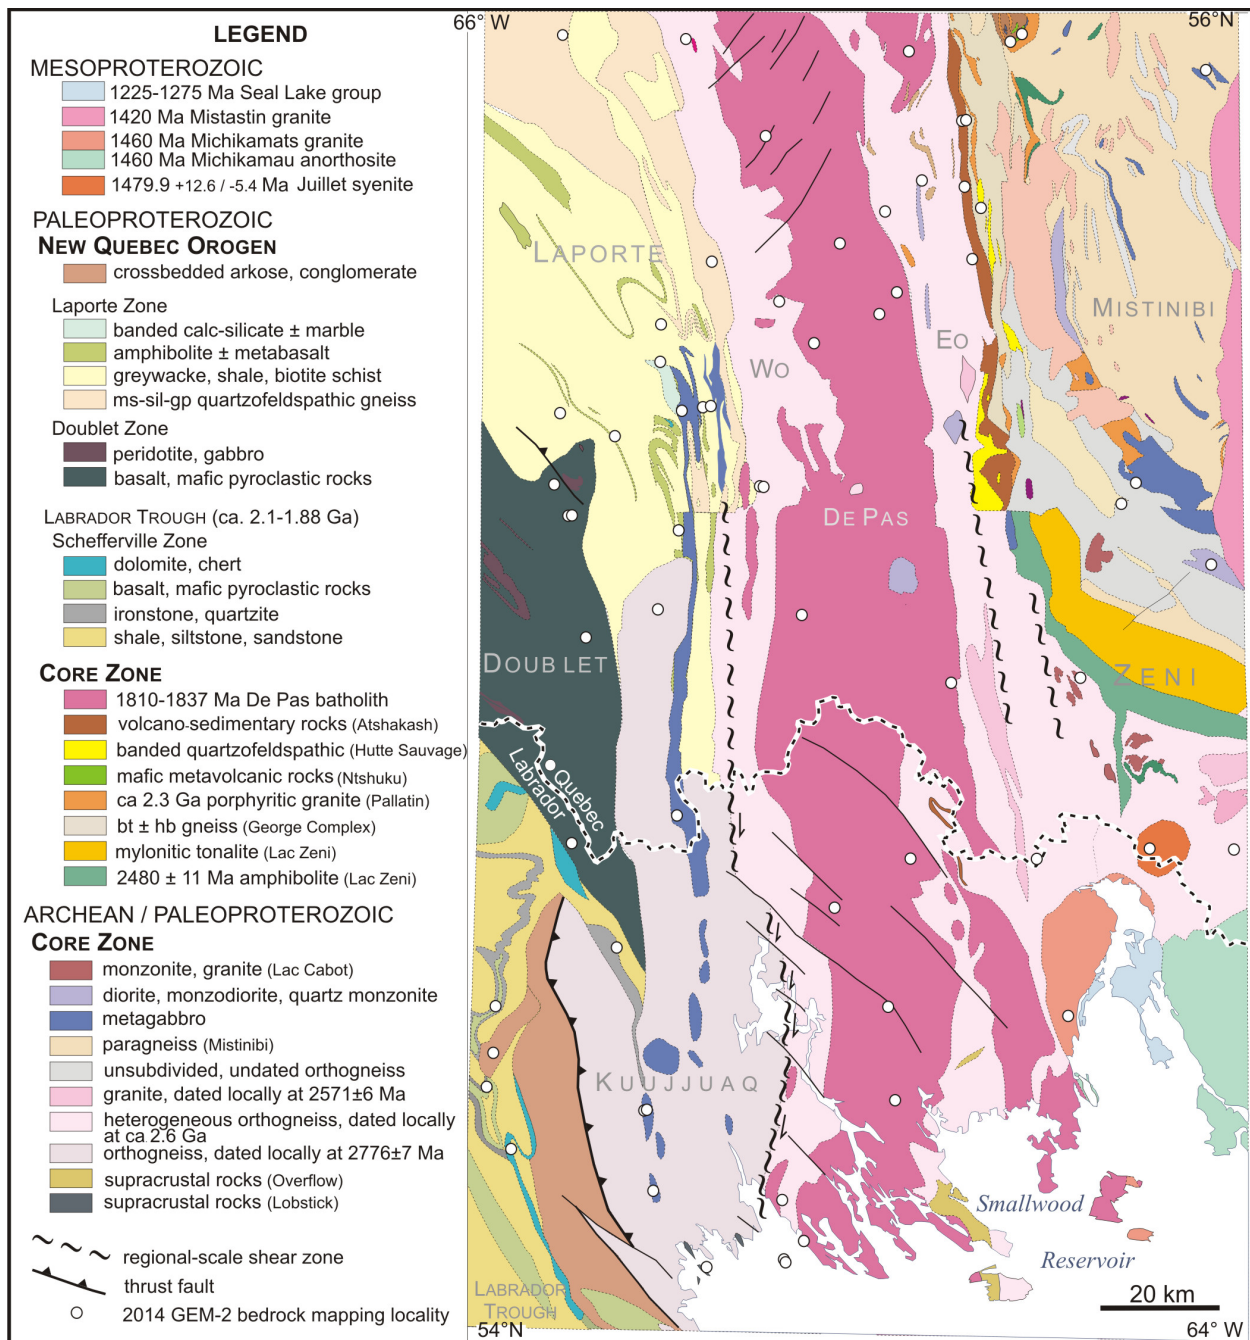 LEGEND
MESOPROTEROZOIC
1225-1275 Ma Seal Lake group
1420 Ma Mistastin granite
1460 Ma Michikamats granite
1460 Ma Michikamau anorthosite
1479.9 +12.6 / -5.4 Ma Juillet syenite
PALEOPROTEROZOIC
NEW QUEBEC OROGEN
crossbedded arkose, conglomerate
Laporte Zone
banded calc-silicate ± marble
amphibolite ± metabasalt
greywacke, shale, biotite schist
ms-sil-gp quartzofeldspathic gneiss
Doublet Zone
peridotite, gabbro
basalt, mafic pyroclastic rocks
LABRADOR TROUGH (ca. 2.1-1.88 Ga)
Schefferville Zone
dolomite, chert
basalt, mafic pyroclastic rocks
ironstone, quartzite
shale, siltstone, sandstone
CORE ZONE
1810-1837 Ma De Pas batholith
volcano-sedimentary rocks (Atshakash)
banded quartzofeldspathic (Hutte Sauvage)
mafic metavolcanic rocks (Ntshuku)
ca 2.3 Ga porphyritic granite (Pallatin)
bt ± hb gneiss (George Complex)
mylonitic tonalite (Lac Zeni)
2480 ± 11 Ma amphibolite (Lac Zeni)
ARCHEAN / PALEOPROTEROZOIC
CORE ZONE
monzonite, granite (Lac Cabot)
diorite, monzodiorite, quartz monzonite
metagabbro
paragneiss (Mistinibi)
unsubdivided, undated orthogneiss
granite, dated locally at 2571±6 Ma
heterogeneous orthogneiss, dated locally
at ca 2.6 Ga
orthogneiss, dated locally at 2776±7 Ma
supracrustal rocks (Overflow)
supracrustal rocks (Lobstick)
regional-scale shear zone
thrust fault
2014 GEM-2 bedrock mapping locality
66° W
56°N
LAPORTE
MISTINIBI
WO
EO
DE PAS
DOUBLET
ZENI
Quebec
Labrador
KUUJJUAQ
Smallwood
Reservoir
LABRADOR
TROUGH
20 km
54°N
64° W